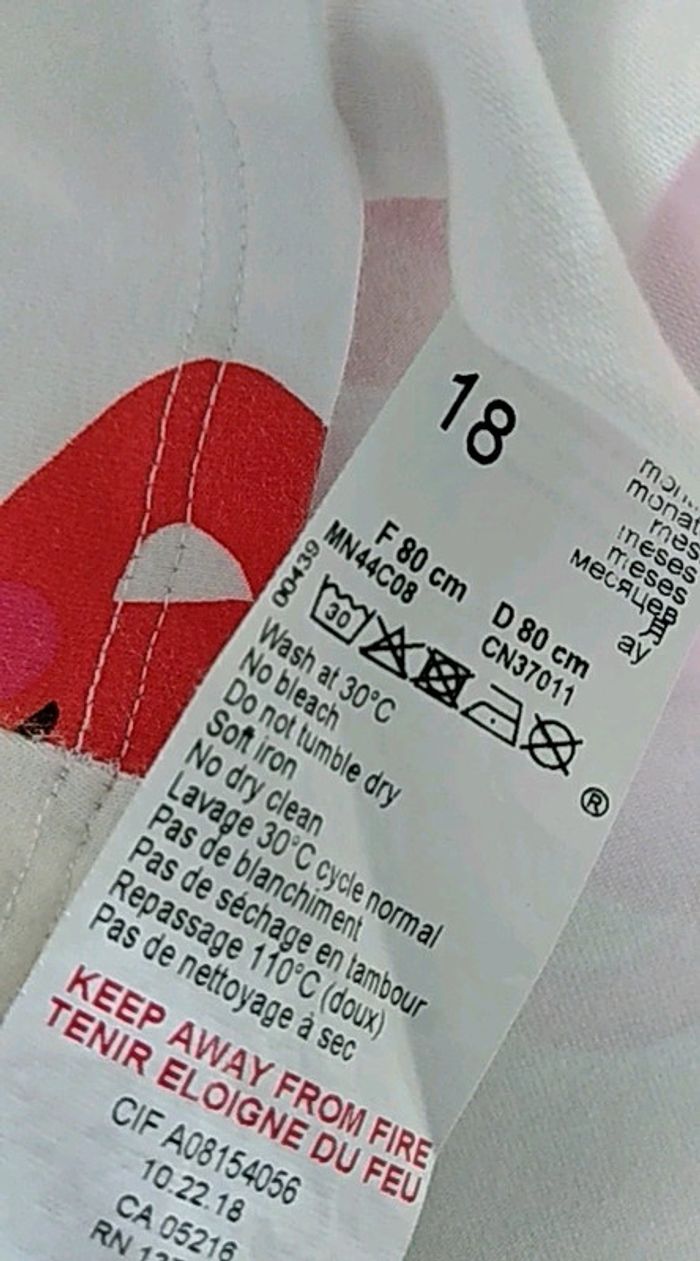 18
meses
meses
месяцев
ay
F 80 cm D 80 cm
MN44C08 CN37011
00439
30
®
Wash at 30°C
No bleach
Do not tumble dry
Soft iron
No dry clean
Lavage 30°C cycle normal
Pas de blanchiment
Pas de séchage en tambour
Repassage 110°C (doux)
Pas de nettoyage à sec
KEEP AWAY FROM FIRE
TENIR ELOIGNE DU FEU
CIF A08154056
10.22.18
CA 05216
RN